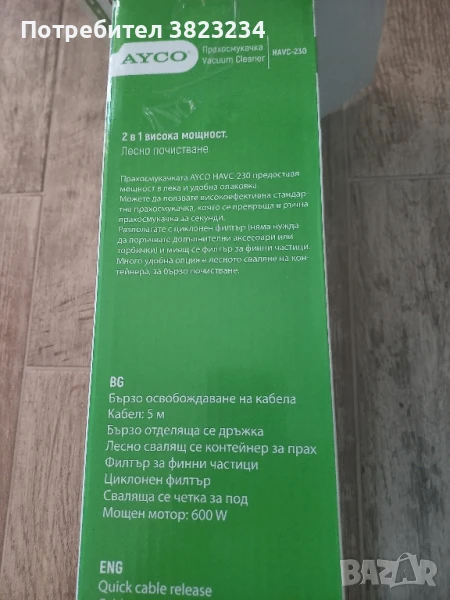 Потребител 3823234
AYCO
Прахосмукачка
Vacuum Cleaner
HAVC-230
2 в 1 висока мощност.
Лесно почистване
Прахосмукачката AYCO HAVC 230 предоставя
мощност в лека и удобна опаковка.
Можете да ползвате високоефективна стандар-
тна прахосмукачка, която се превръща в ръчна
прахосмукачка за секунди.
Разполагате с циклонен филтър (няма нужда
да поръчвате допълнителни аксесоари или
торбички) и миещ се филтър за финни частици.
Много удобна опция е лесното сваляне на кон-
тейнера, за бързо почистване.
BG
Бързо освобождаване на кабела
Кабел: 5 м
Бързо отделяща се дръжка
Лесно свалящ се контейнер за прах
Филтър за финни частици
Циклонен филтър
Сваляща се четка за под
Мощен мотор: 600 W
ENG
Quick cable release
BAZAR